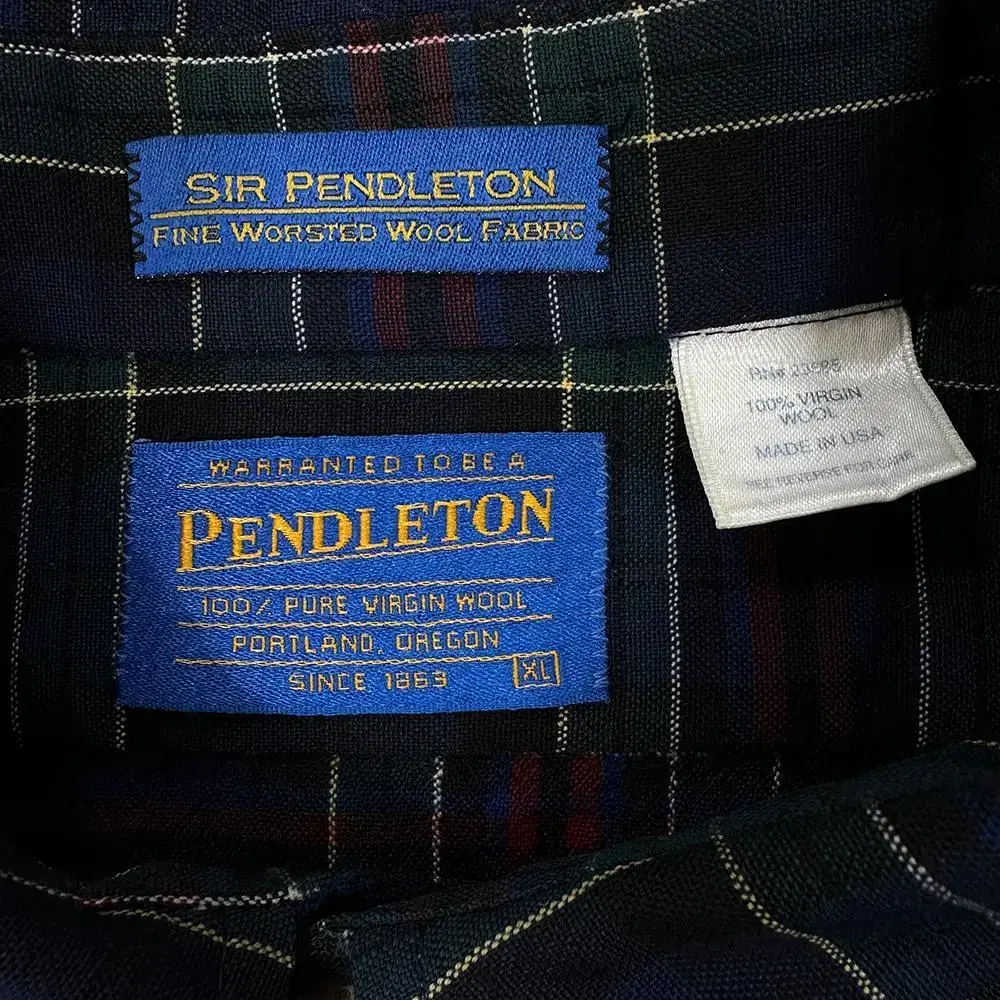 SIR PENDLETON
FINE WORSTED WOOL FABRIC
WARRANTED TO BE A
PENDLETON
100% PURE VIRGIN WOOL
PORTLAND, OREGON
SINCE 1863
XL
RN#
100% VIRGIN
WOOL
MADE IN USA
SEE REVERSE FOR CARE